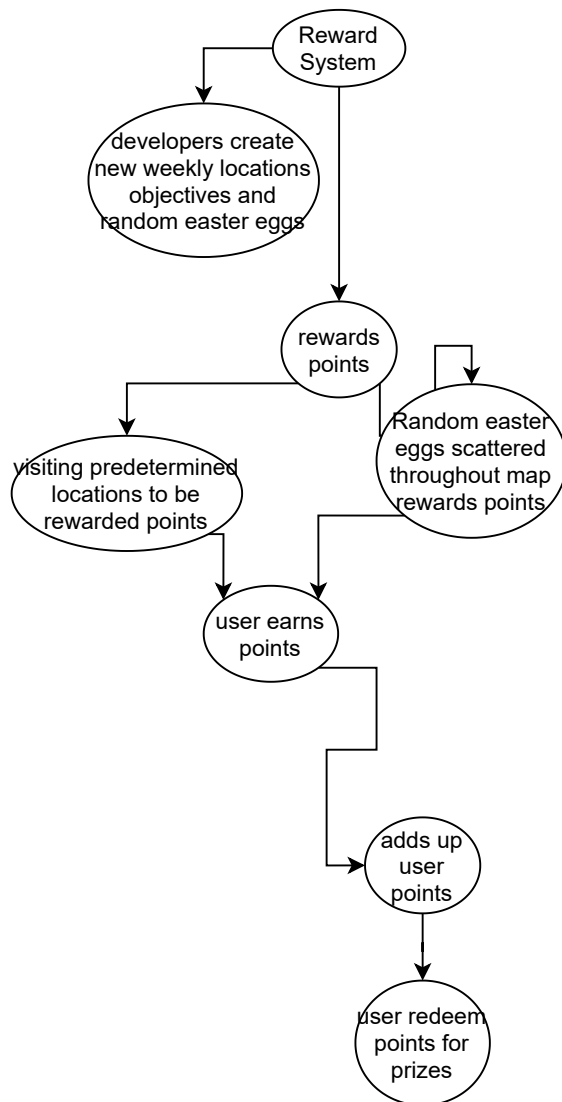 Reward
System
developers create
new weekly locations
objectives and
random easter eggs
rewards
points
visiting predetermined
locations to be
rewarded points
Random easter
eggs scattered
throughout map
rewards points
user earns
points
adds up
user
points
user redeem
points for
prizes